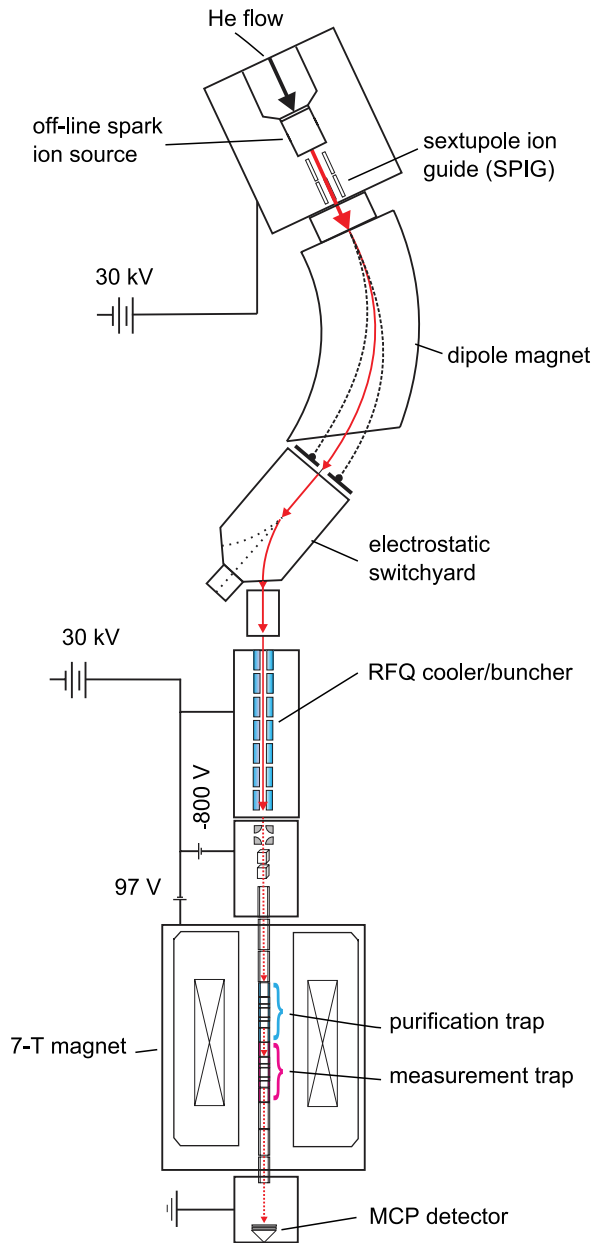 He flow
off-line spark
ion source
sextupole ion
guide (SPIG)
30 kV
dipole magnet
electrostatic
switchyard
30 kV
RFQ cooler/buncher
-800 V
97 V
purification trap
7-T magnet
measurement trap
MCP detector